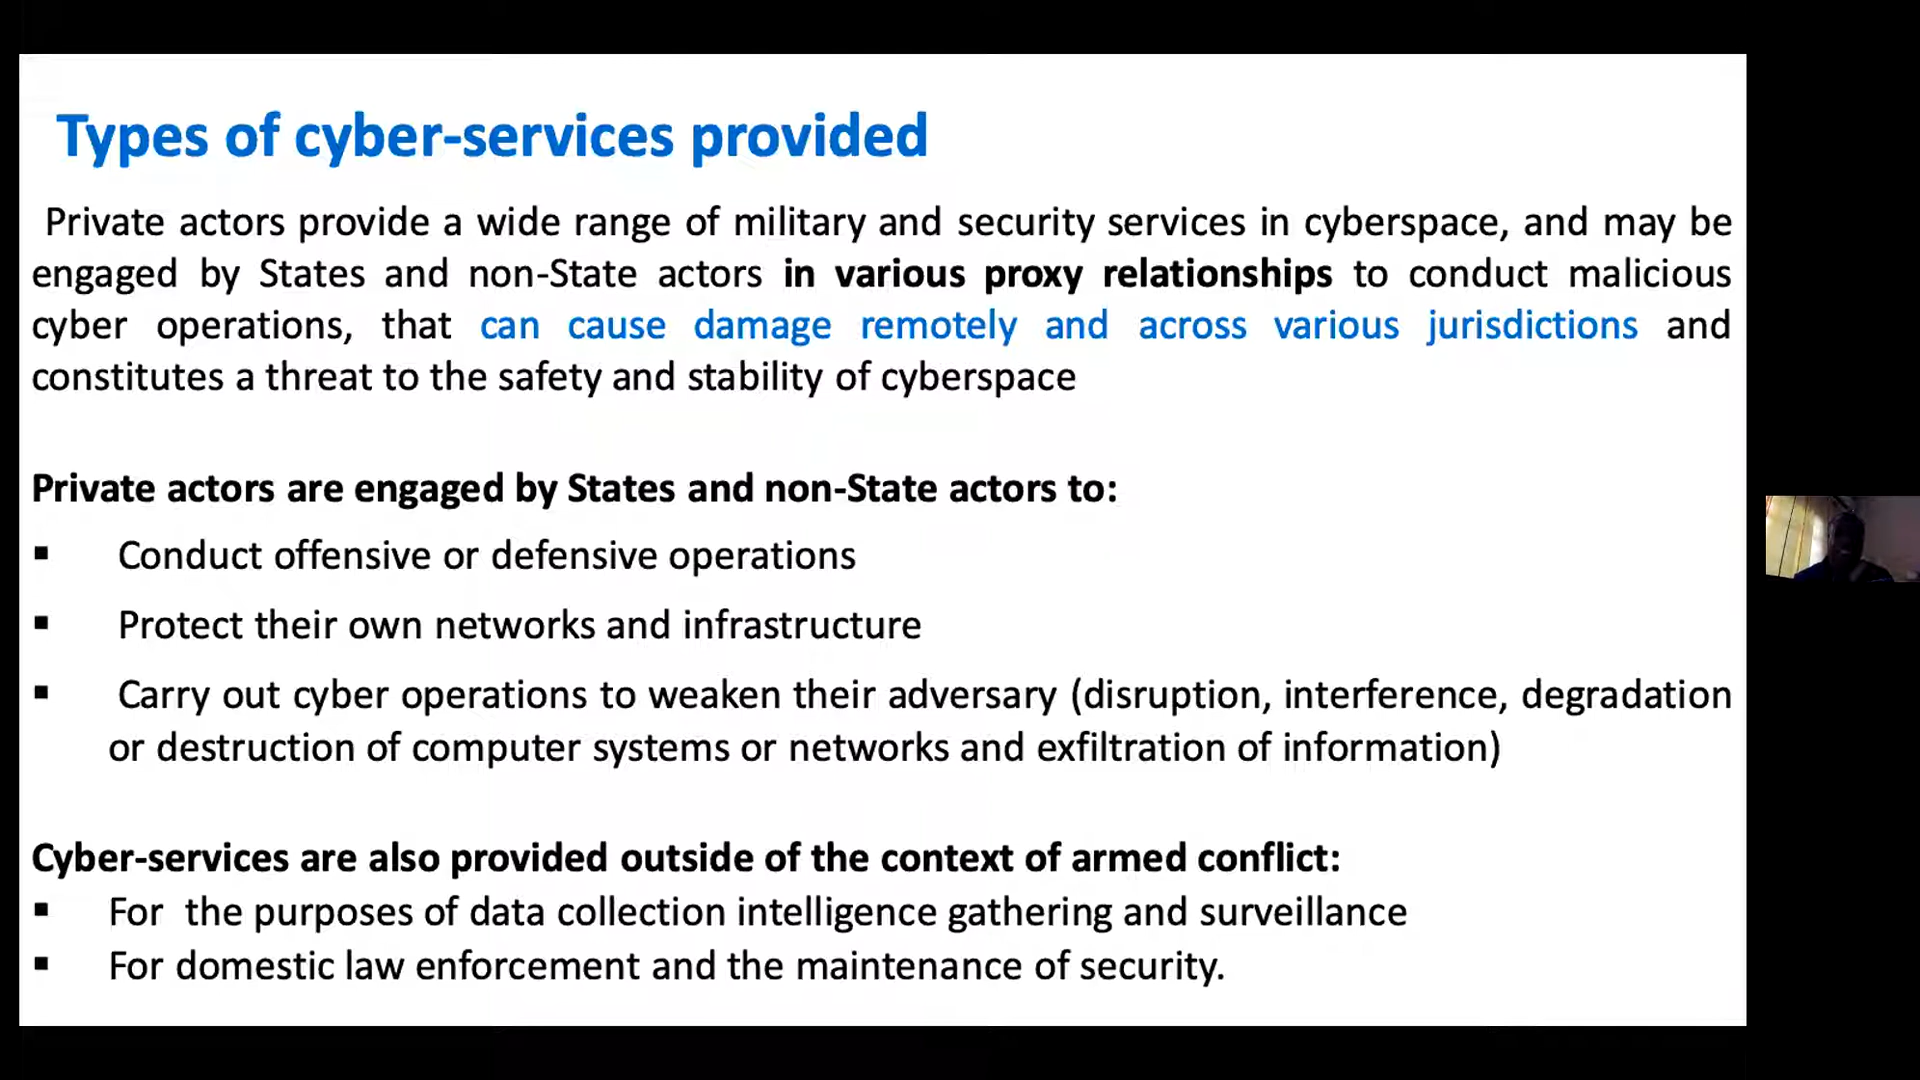 Types of cyber-services provided
Private actors provide a wide range of military and security services in cyberspace, and may be
engaged by States and non-State actors in various proxy relationships to conduct malicious
cyber operations, that can cause damage remotely and across various jurisdictions and
constitutes a threat to the safety and stability of cyberspace
Private actors are engaged by States and non-State actors to:
▪ Conduct offensive or defensive operations
▪ Protect their own networks and infrastructure
▪ Carry out cyber operations to weaken their adversary (disruption, interference, degradation
or destruction of computer systems or networks and exfiltration of information)
Cyber-services are also provided outside of the context of armed conflict:
▪ For the purposes of data collection intelligence gathering and surveillance
▪ For domestic law enforcement and the maintenance of security.